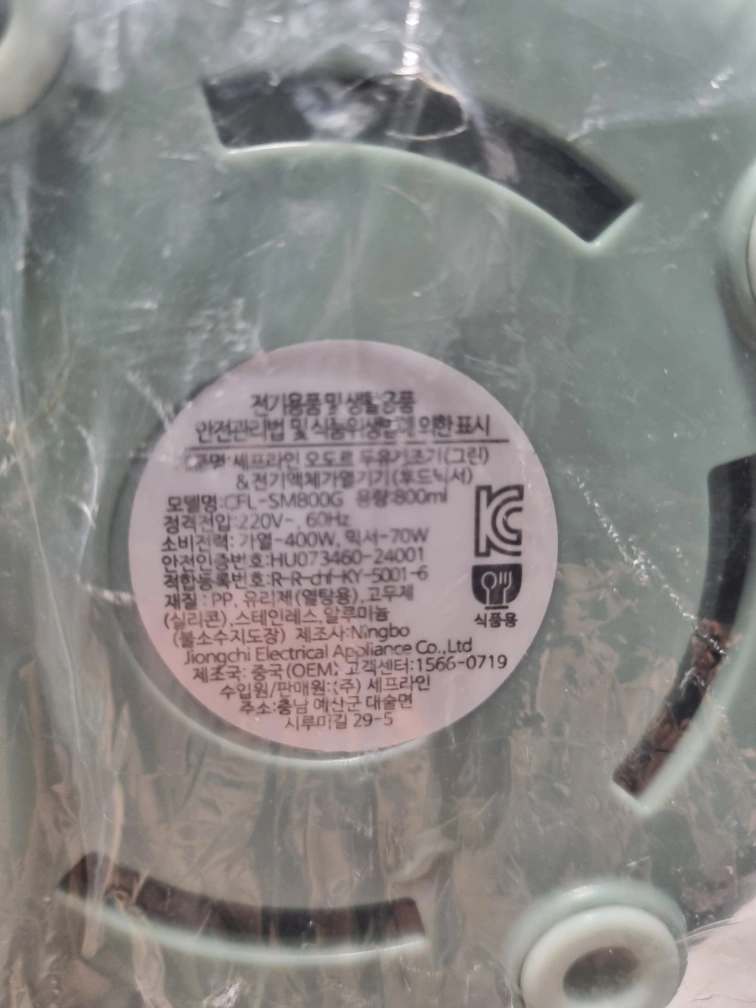 전기용품 및 생활용품
안전관리법 및 식품위생법에 의한 표시
품명:세프라인 오도르 두유제조기(그린)
&전기액체가열기기(푸드믹서)
모델명:CFL-SM800G 용량:800ml
정격전압:220V~, 60Hz
소비전력: 가열-400W, 믹서-70W
안전인증번호:HU073460-24001
적합등록번호:R-R-chf-KY-5001-6
재질 : PP, 유리제(열탕용), 고무제
(실리콘), 스테인레스, 알루미늄
(불소수지도장) 제조사:Ningbo
Jiongchi Electrical Appliance Co.,Ltd
제조국: 중국(OEM) 고객센터:1566-0719
수입원/판매원:(주) 세프라인
주소:충남 예산군 대술면
시루미길 29-5
식품용